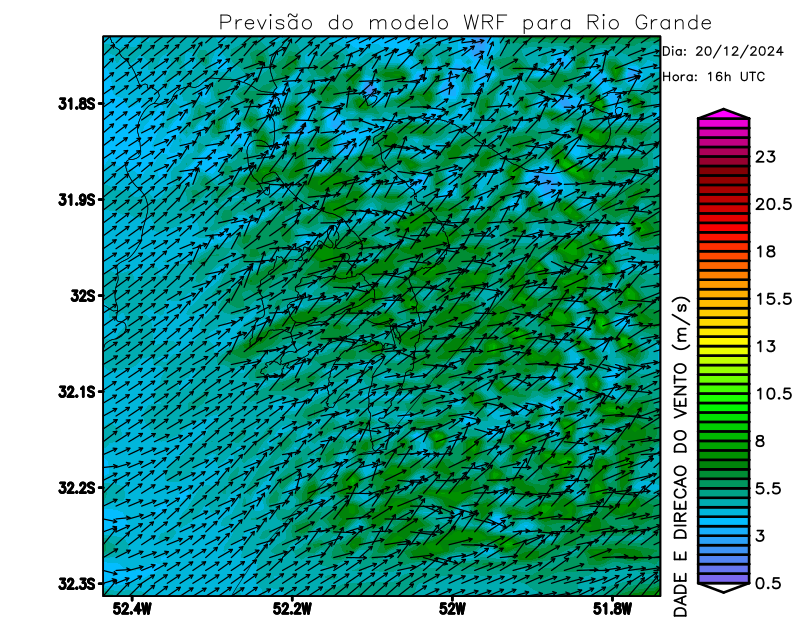 Previsão do modelo WRF para Rio Grande
Dia: 20/12/2024
Hora: 16h UTC
31.8S
31.9S
32S
32.1S
32.2S
32.3S
52.4W
52.2W
52W
51.8W
DADE E DIRECAO DO VENTO (m/s)
23
20.5
18
15.5
13
10.5
8
5.5
3
0.5